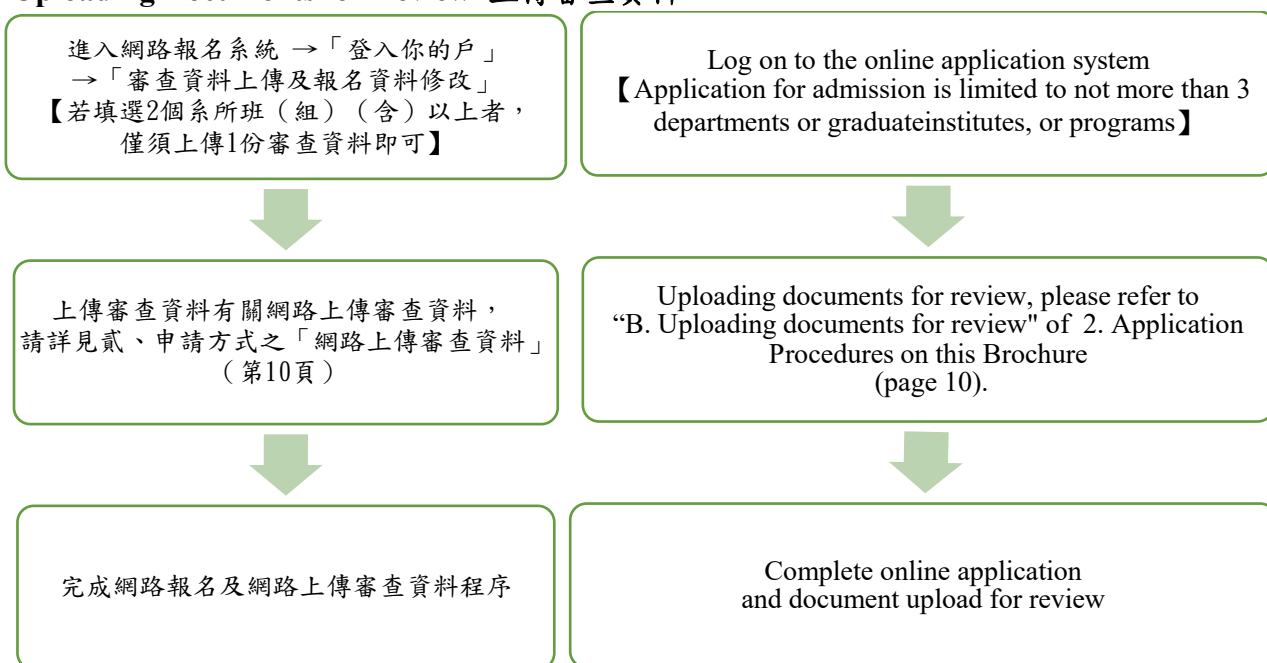 進入網路報名系統 →「登入你的戶」
→「審查資料上傳及報名資料修改」
【若填選2個系所班（組）（含）以上者，
僅須上傳1份審查資料即可】
Log on to the online application system
【Application for admission is limited to not more than 3
departments or graduateinstitutes, or programs】
上傳審查資料有關網路上傳審查資料，
請詳見貳、申請方式之「網路上傳審查資料」
（第10頁）
Uploading documents for review, please refer to
“B. Uploading documents for review" of 2. Application
Procedures on this Brochure
(page 10).
完成網路報名及網路上傳審查資料程序
Complete online application
and document upload for review